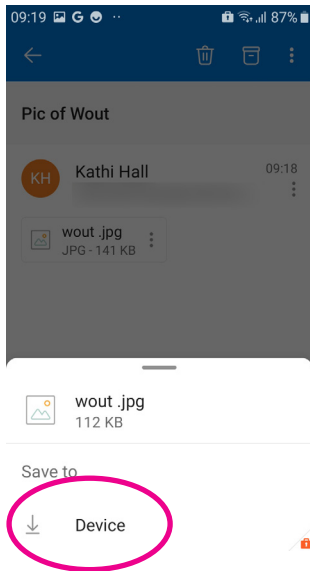 09:19 G 87%
Pic of Wout
KH Kathi Hall 09:18
wout .jpg
JPG - 141 KB
wout .jpg
112 KB
Save to
Device